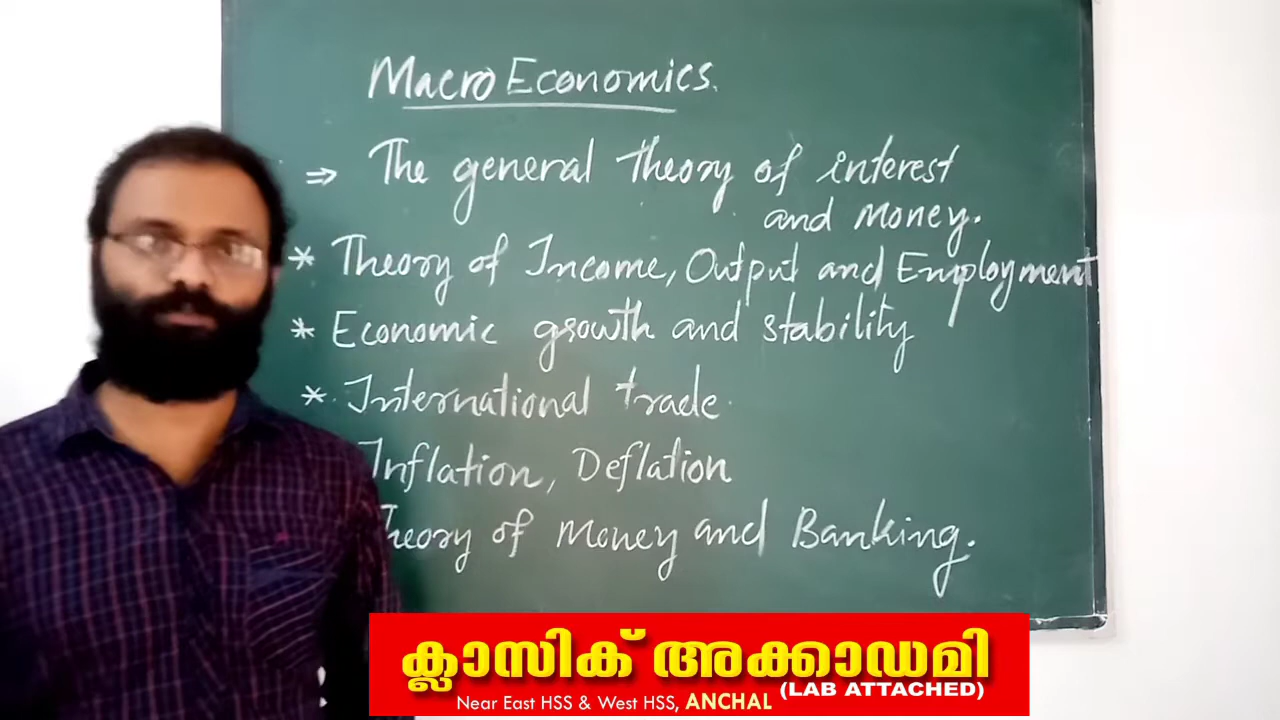 Macro Economics.
⇒ The general theory of interest
and Money.
* Theory of Income, Output and Employment
* Economic growth and stability
* International trade.
Inflation, Deflation
Theory of Money and Banking.
ക്ലാസിക് അക്കാഡമി
(LAB ATTACHED)
Near East HSS & West HSS, ANCHAL